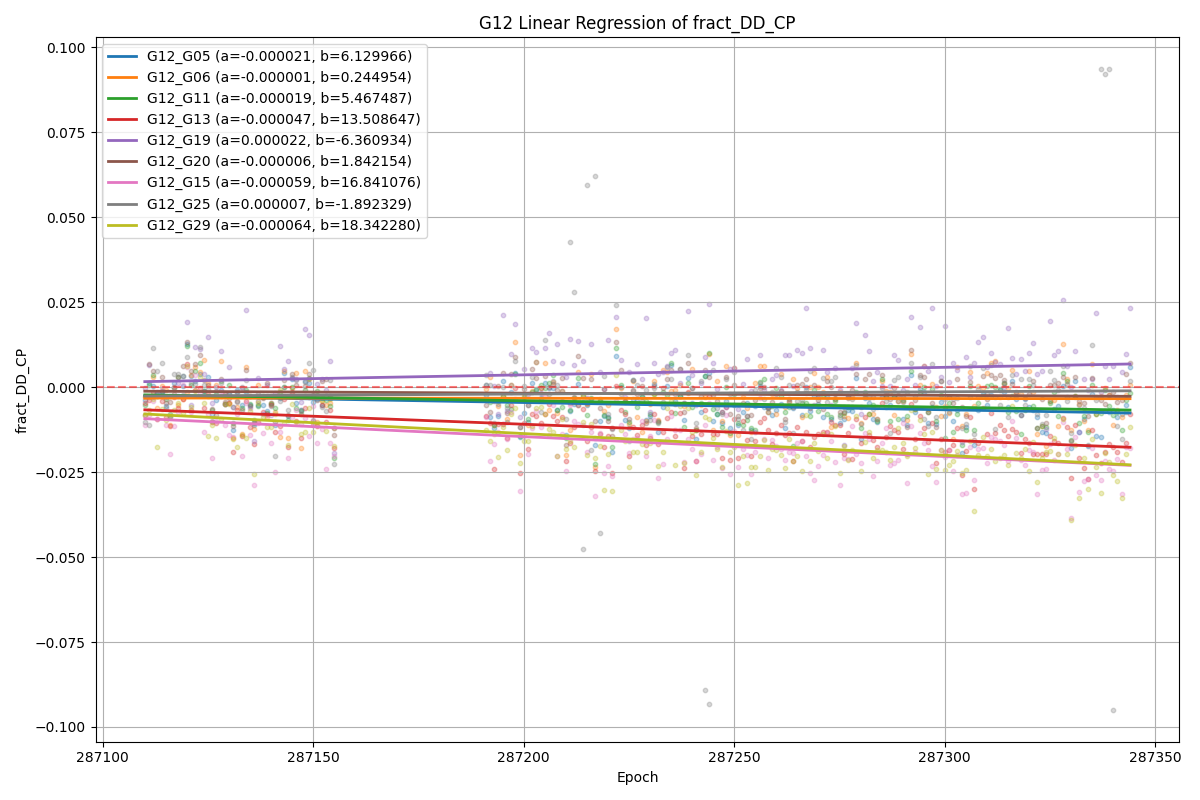 G12 Linear Regression of fract_DD_CP
G12_G05 (a=-0.000021, b=6.129966)
G12_G06 (a=-0.000001, b=0.244954)
G12_G11 (a=-0.000019, b=5.467487)
G12_G13 (a=-0.000047, b=13.508647)
G12_G19 (a=0.000022, b=-6.360934)
G12_G20 (a=-0.000006, b=1.842154)
G12_G15 (a=-0.000059, b=16.841076)
G12_G25 (a=0.000007, b=-1.892329)
G12_G29 (a=-0.000064, b=18.342280)
0.100
0.075
0.050
0.025
0.000
−0.025
−0.050
−0.075
−0.100
fract_DD_CP
287100
287150
287200
287250
287300
287350
Epoch